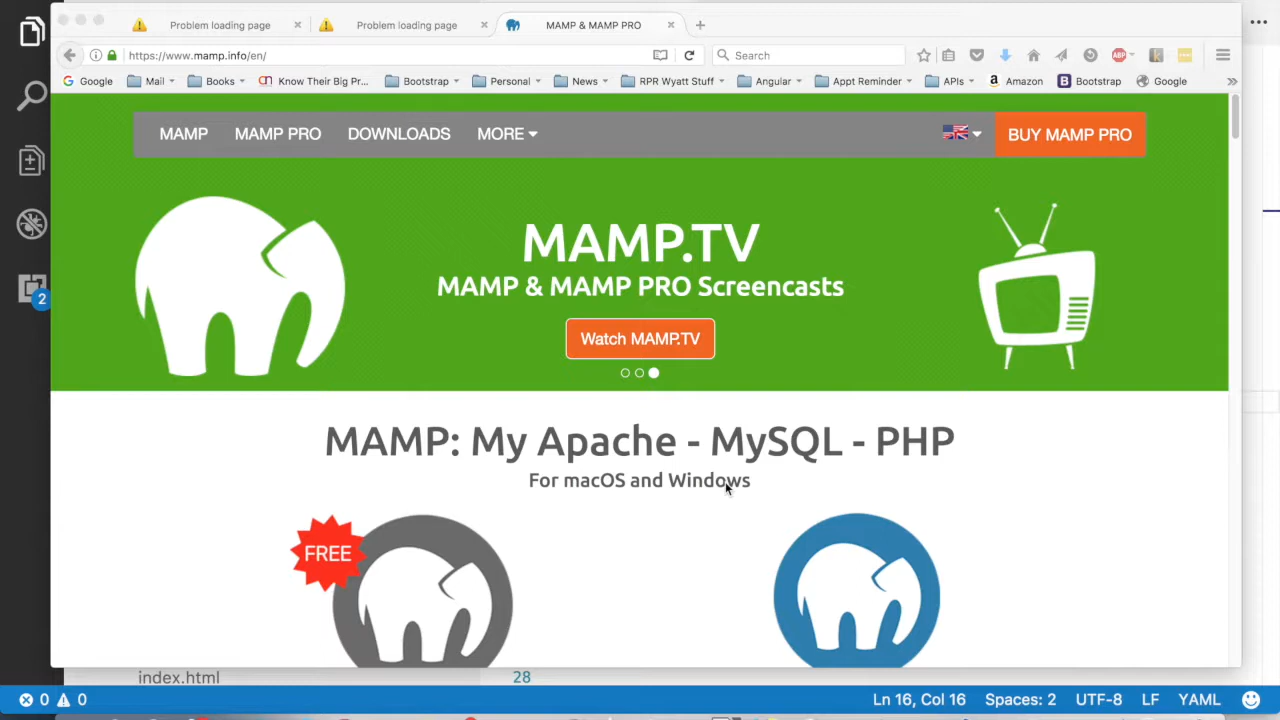 Problem loading page
Problem loading page
MAMP & MAMP PRO
https://www.mamp.info/en/
Search
ABP
Google
Mail
Books
Know Their Big Pr...
Bootstrap
Personal
News
RPR Wyatt Stuff
Angular
Appt Reminder
APIs
Amazon
Bootstrap
Google
MAMP
MAMP PRO
DOWNLOADS
MORE
BUY MAMP PRO
MAMP.TV
MAMP & MAMP PRO Screencasts
Watch MAMP.TV
MAMP: My Apache - MySQL - PHP
For macOS and Windows
FREE
2
index.html
28
0
0
Ln 16, Col 16
Spaces: 2
UTF-8
LF
YAML